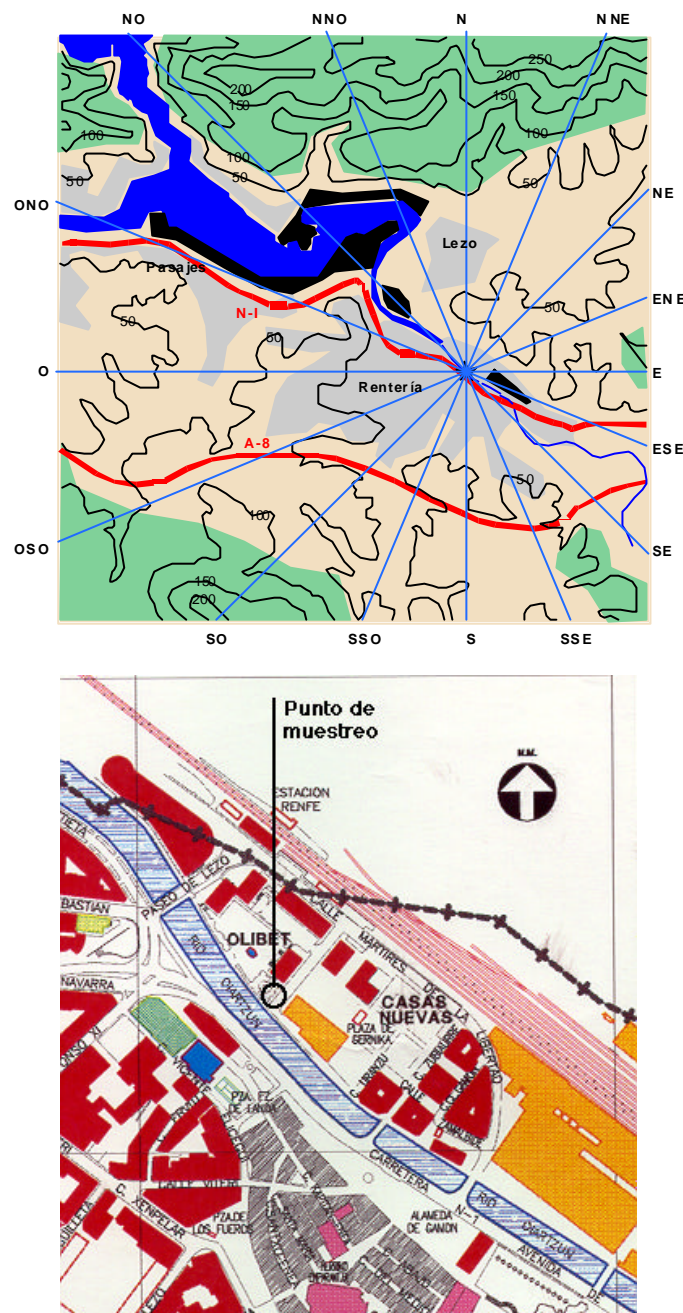 NO
NNO
N
NNE
250
200
200
150
150
100
100
100
50
50
50
NE
ONO
Lezo
Pasajes
ENE
50
N-I
50
50
O
E
Rentería
A-8
ESE
50
100
OSO
SE
150
200
SO
SSO
S
SSE
Punto de
muestreo
N.M.
ESTACION
RENFE
PASEO DE LEZO
BASTIAN
CALLE
MARTIRES
DE
LA
LIBERTAD
OLIBET
RIO
OIARTZUN
NAVARRA
CASAS
NUEVAS
PLAZA DE
GERNIKA
CALLE
PZA. FZ.
DE LANDA
CARRETERA
N-1
RIO
OIARTZUN
C. XENPELAR
PZA.DE
LOS FUEROS
ALAMEDA
DE GAMON
AVENIDA
DE
LEZO